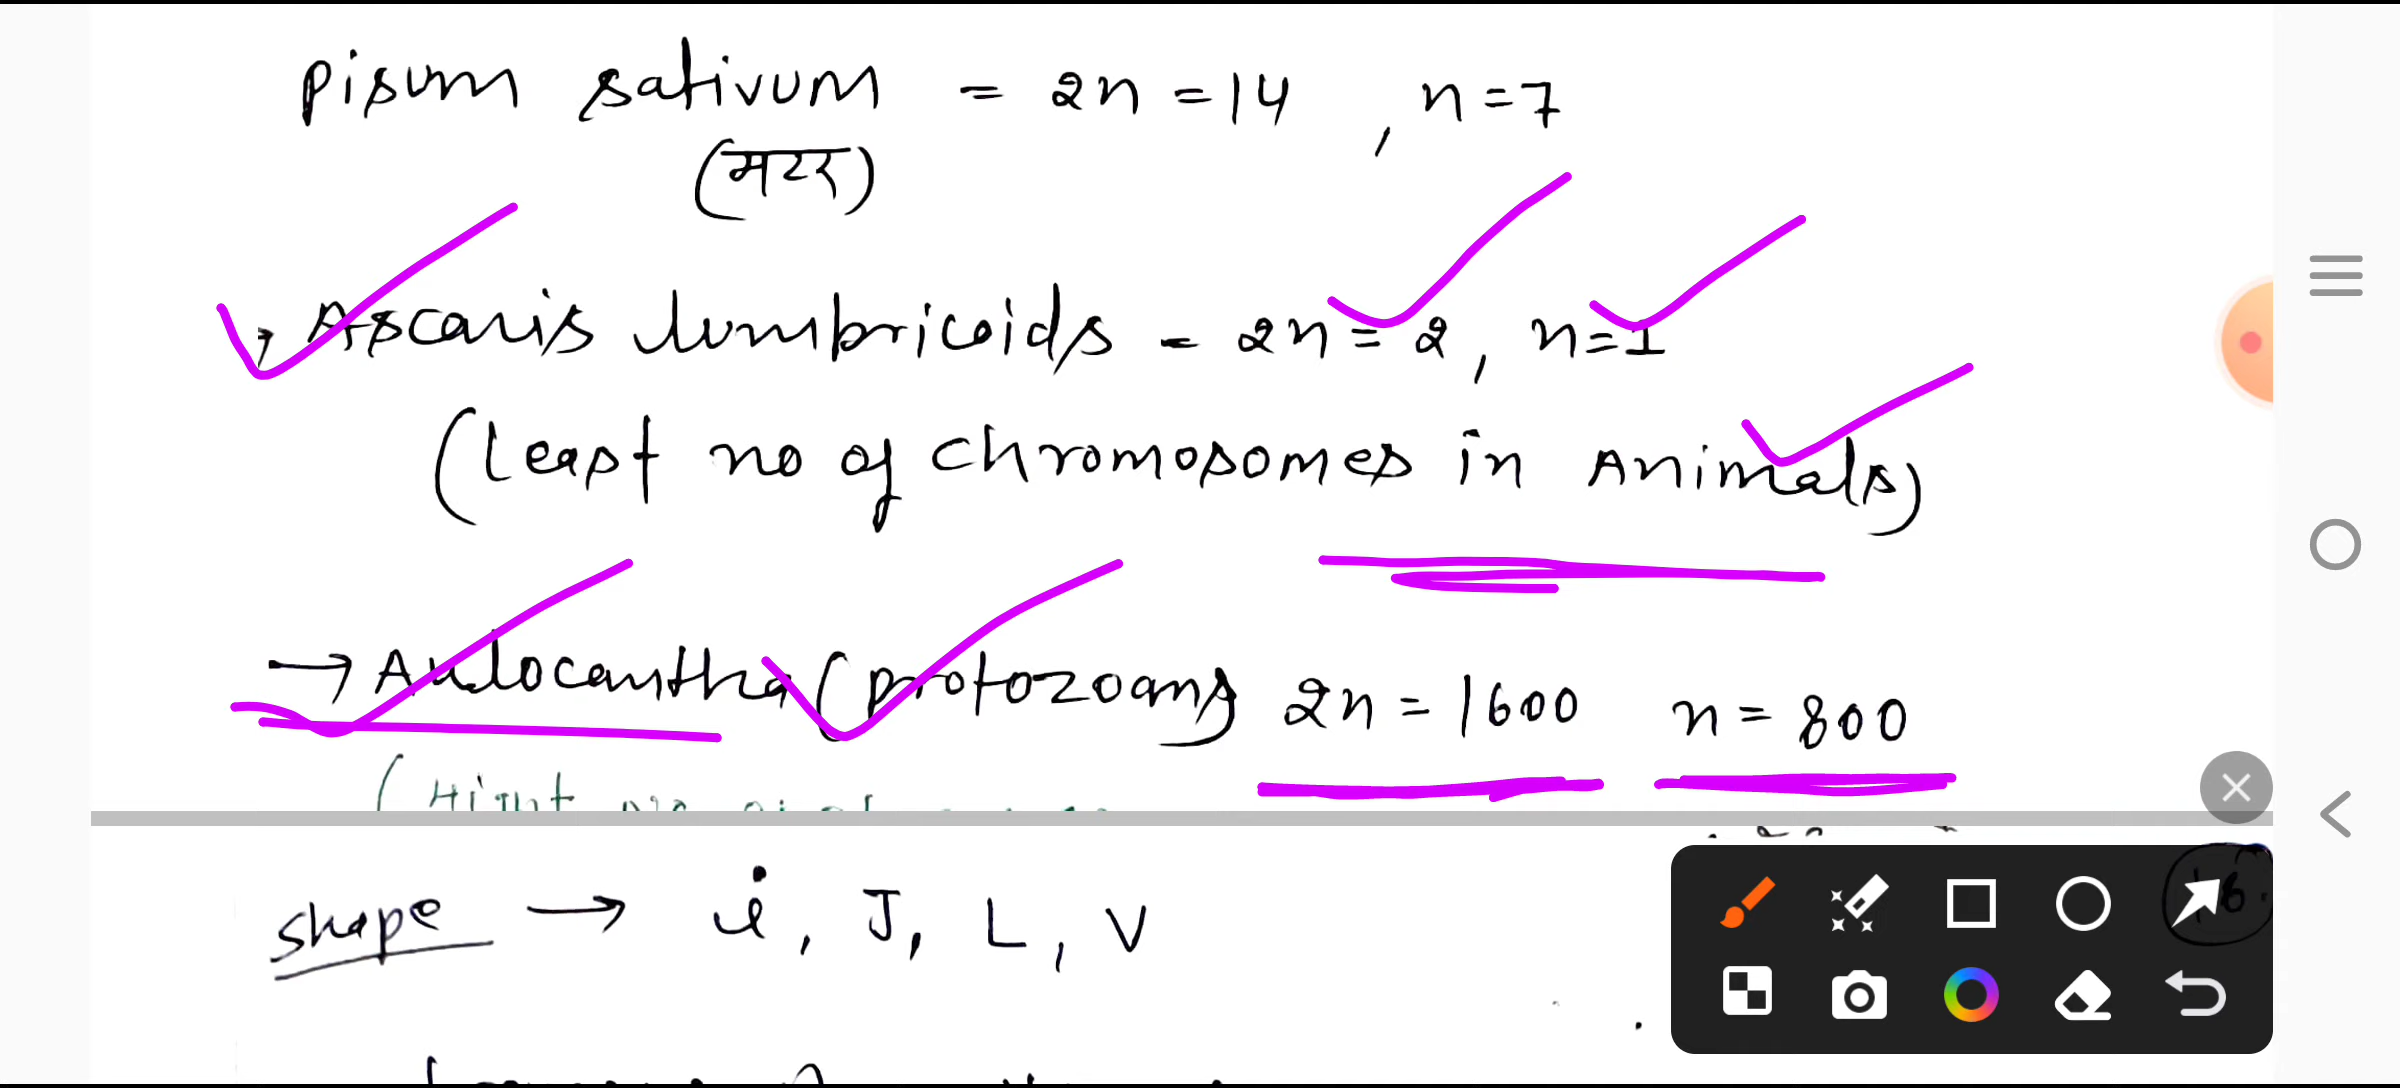 Pisum sativum = 2n = 14, n = 7
(मटर)
→ Ascaris lumbricoids - 2n = 2, n = 1
(Least no of chromosomes in Animals)
→ Aulocantha (protozoans) 2n = 1600 n = 800
shape → i, J, L, V